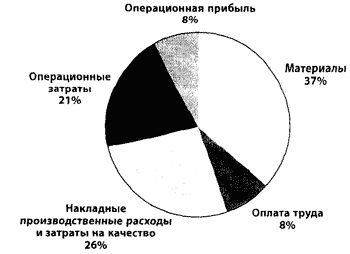 Операционная прибыль
8%
Материалы
37%
Операционные
затраты
21%
Накладные
производственные расходы
и затраты на качество
26%
Оплата труда
8%